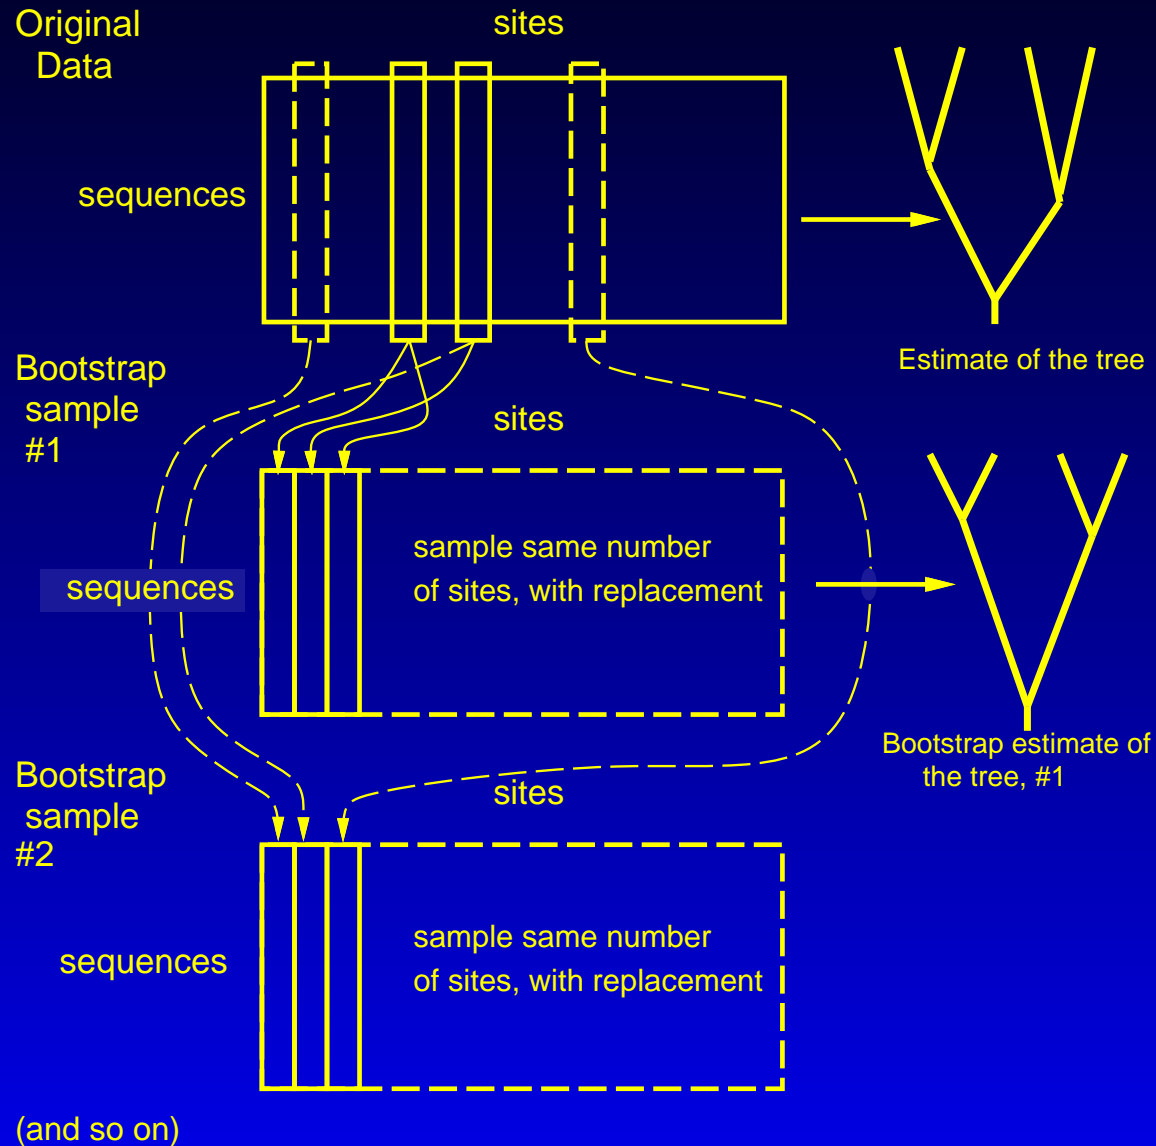 Original
Data
sites
sequences
Estimate of the tree
Bootstrap
sample
#1
sites
sequences
sample same number
of sites, with replacement
Bootstrap estimate of
the tree, #1
Bootstrap
sample
#2
sites
sequences
sample same number
of sites, with replacement
(and so on)